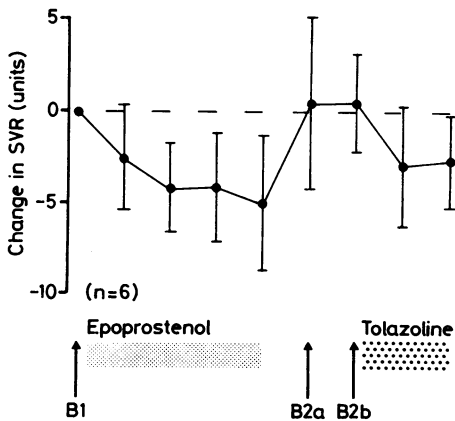 Change in SVR (units)
5
0
-5
-10
(n=6)
Epoprostenol
Tolazoline
B1
B2a
B2b